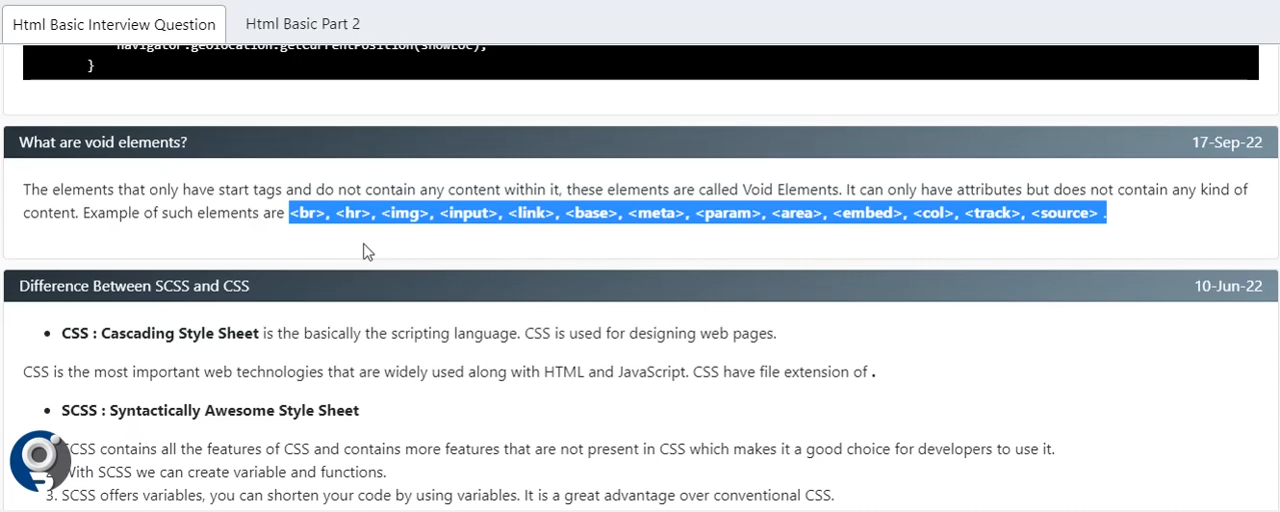 Html Basic Interview Question
Html Basic Part 2
navigator.geolocation.getCurrentPosition(showLoc);
}
What are void elements?
17-Sep-22
The elements that only have start tags and do not contain any content within it, these elements are called Void Elements. It can only have attributes but does not contain any kind of
content. Example of such elements are <br>, <hr>, <img>, <input>, <link>, <base>, <meta>, <param>, <area>, <embed>, <col>, <track>, <source> .
Difference Between SCSS and CSS
10-Jun-22
• CSS : Cascading Style Sheet is the basically the scripting language. CSS is used for designing web pages.
CSS is the most important web technologies that are widely used along with HTML and JavaScript. CSS have file extension of .
• SCSS : Syntactically Awesome Style Sheet
SCSS contains all the features of CSS and contains more features that are not present in CSS which makes it a good choice for developers to use it.
2. With SCSS we can create variable and functions.
3. SCSS offers variables, you can shorten your code by using variables. It is a great advantage over conventional CSS.